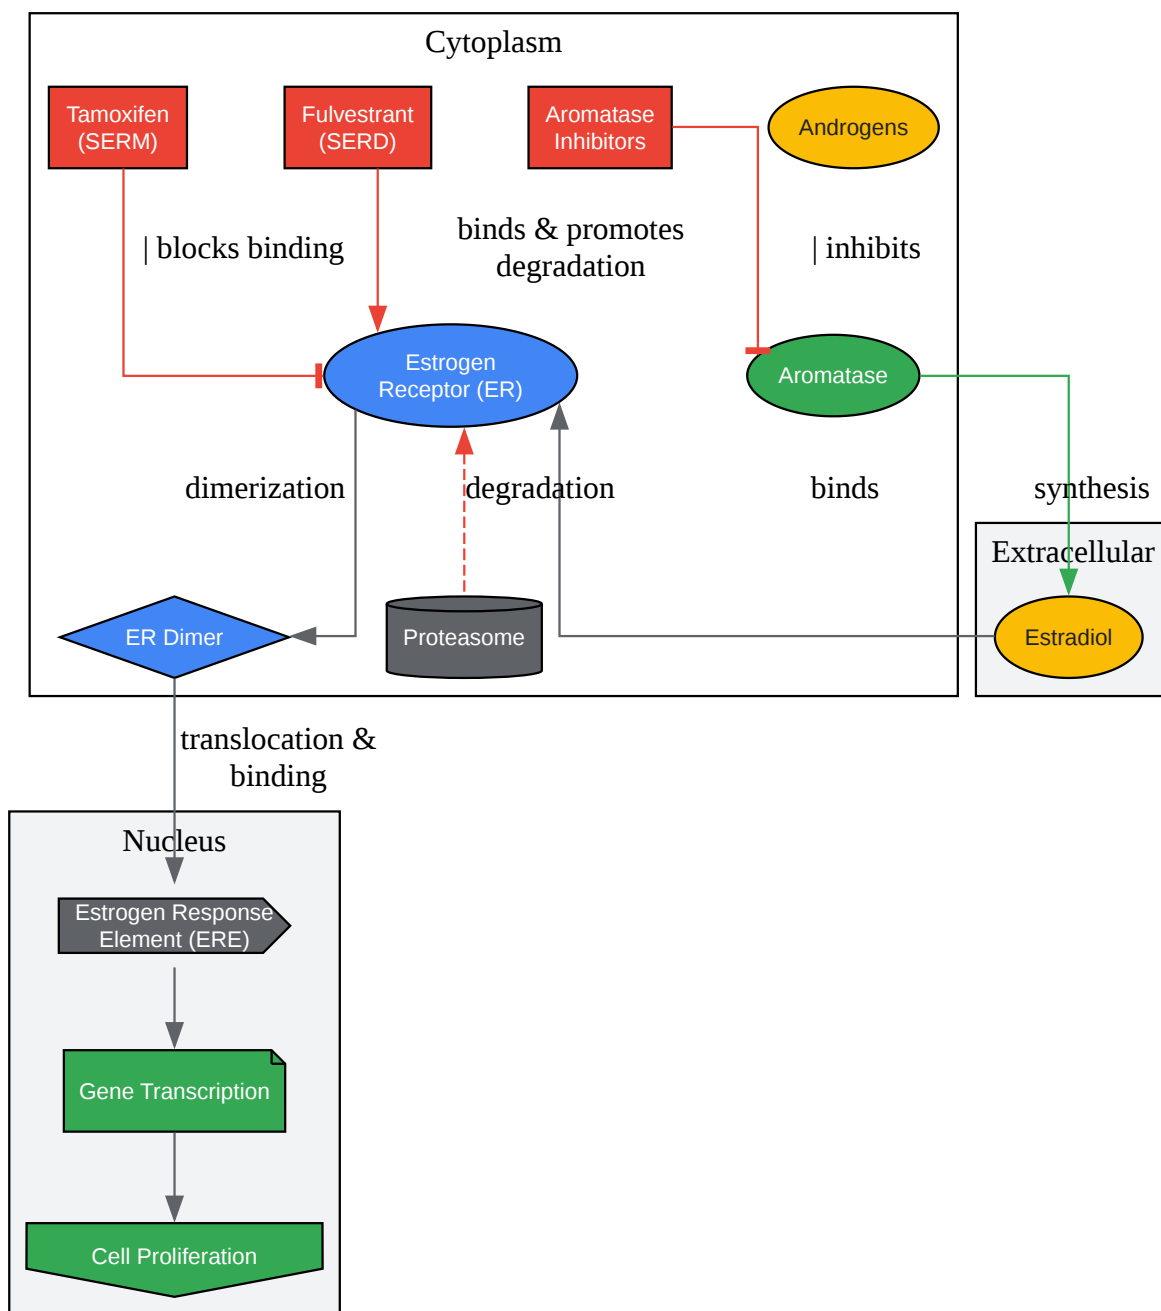 Cytoplasm
Tamoxifen
(SERM)
Fulvestrant
(SERD)
Aromatase
Inhibitors
Androgens
| blocks binding
binds & promotes
degradation
| inhibits
Estrogen
Receptor (ER)
Aromatase
dimerization
degradation
binds
synthesis
Extracellular
ER Dimer
Proteasome
Estradiol
translocation &
binding
Nucleus
Estrogen Response
Element (ERE)
Gene Transcription
Cell Proliferation